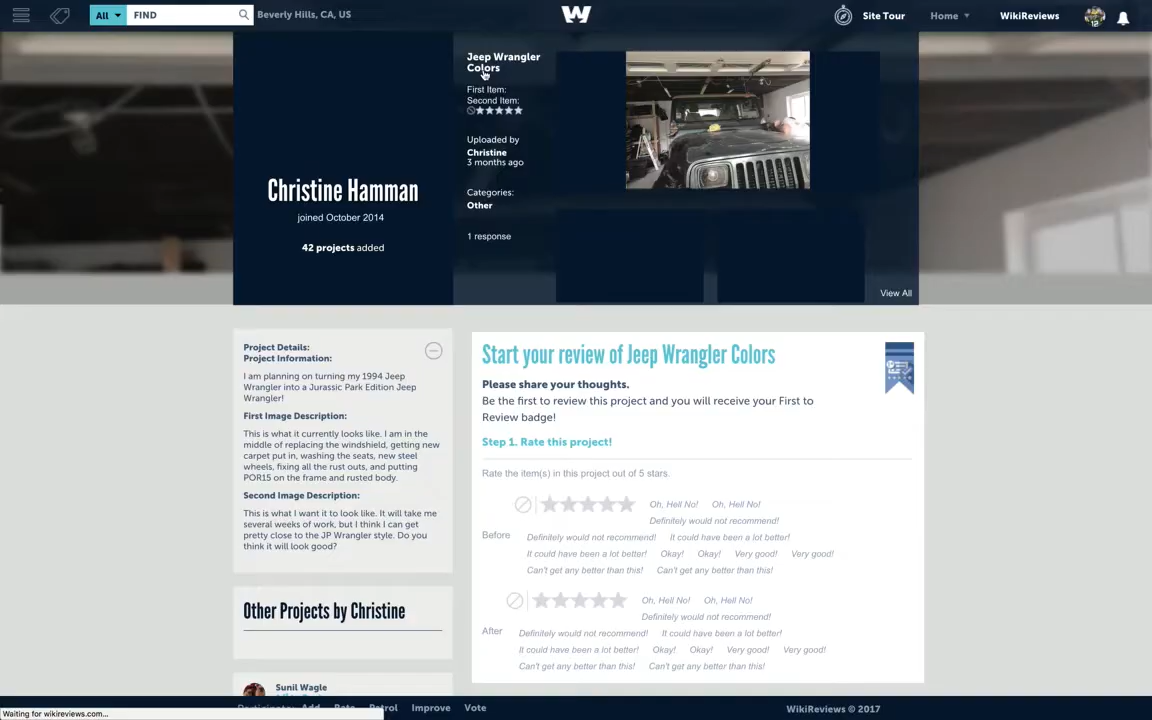 All FIND Beverly Hills, CA, US W Site Tour Home WikiReviews
Jeep Wrangler
Colors
First Item:
Second Item:
Uploaded by
Christine
3 months ago
Categories:
Other
1 response
View All
Christine Hamman
joined October 2014
42 projects added
Project Details:
Project Information:
I am planning on turning my 1994 Jeep
Wrangler into a Jurassic Park Edition Jeep
Wrangler!
First Image Description:
This is what it currently looks like. I am in the
middle of replacing the windshield, getting new
carpet put in, washing the seats, new steel
wheels, fixing all the rust outs, and putting
POR15 on the frame and rusted body.
Second Image Description:
This is what I want it to look like. It will take me
several weeks of work, but I think I can get
pretty close to the JP Wrangler style. Do you
think it will look good?
Other Projects by Christine
Sunil Wagle
Start your review of Jeep Wrangler Colors
Please share your thoughts.
Be the first to review this project and you will receive your First to
Review badge!
Step 1. Rate this project!
Rate the item(s) in this project out of 5 stars.
Oh, Hell No! Oh, Hell No!
Definitely would not recommend!
Before Definitely would not recommend! It could have been a lot better!
It could have been a lot better! Okay! Okay! Very good! Very good!
Can't get any better than this! Can't get any better than this!
Oh, Hell No! Oh, Hell No!
Definitely would not recommend!
After Definitely would not recommend! It could have been a lot better!
It could have been a lot better! Okay! Okay! Very good! Very good!
Can't get any better than this! Can't get any better than this!
Waiting for wikireviews.com...
Participate: Add Rate Patrol Improve Vote WikiReviews © 2017